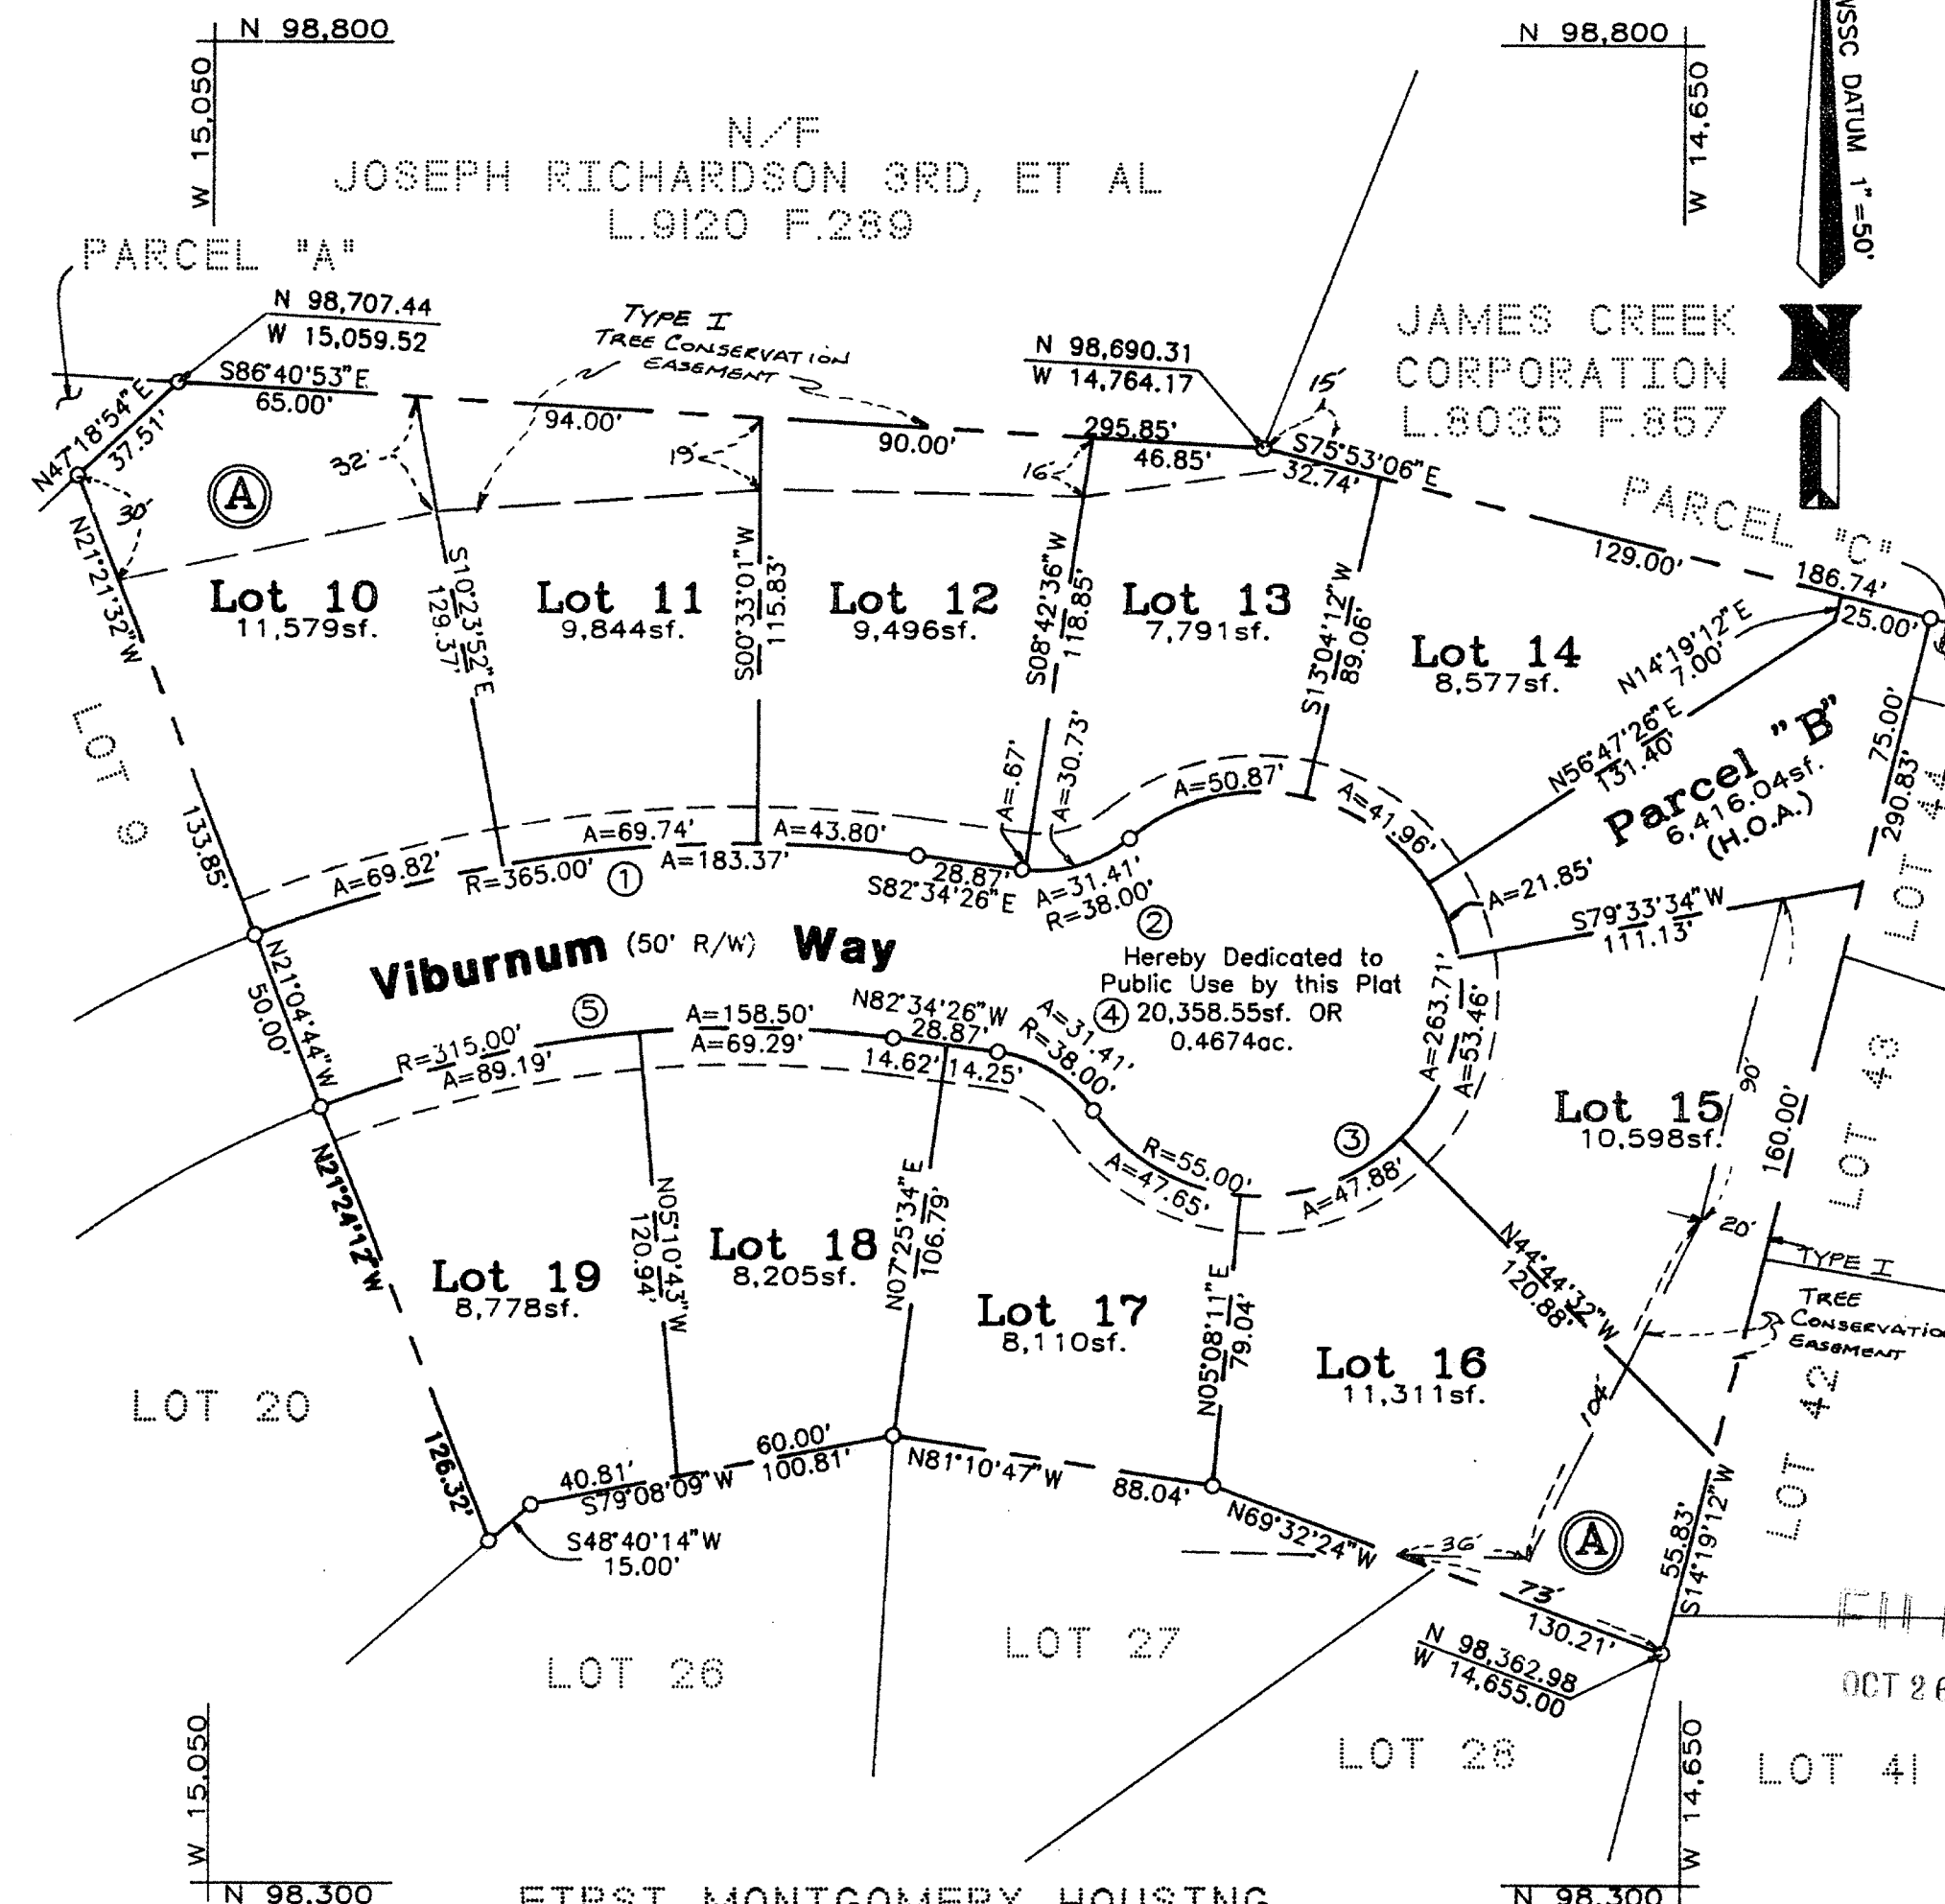 N 98,800
W 15,050
N 98,800
W 14,650
WSSC DATUM 1"=50'
N
N/F
JOSEPH RICHARDSON 3RD, ET AL
L.9120 F.289
PARCEL "A"
N 98,707.44
W 15,059.52
TYPE I
TREE CONSERVATION
EASEMENT
N 98,690.31
W 14,764.17
JAMES CREEK
CORPORATION
L.8035 F.857
S86°40'53"E
65.00'
94.00'
90.00'
295.85'
46.85'
15'
S75°53'06"E
32.74'
PARCEL "C"
129.00'
186.74'
25.00'
N47°18'54"E
37.51'
30'
A
32'
19'
16'
N21°21'32"W
133.85'
LOT 9
Lot 10
11,579sf.
S10°23'52"E
129.37'
Lot 11
9,844sf.
S00°33'01"W
115.83'
Lot 12
9,496sf.
S08°42'36"W
118.85'
Lot 13
7,791sf.
S13°04'12"W
89.06'
Lot 14
8,577sf.
N14°19'12"E
7.00'
N56°47'26"E
131.40'
Parcel "B"
6,416.04sf.
(H.O.A.)
75.00'
290.83'
LOT 44
A=69.82'
R=365.00'
A=69.74'
A=183.37'
1
A=43.80'
28.87'
S82°34'26"E
A=.67'
A=30.73'
A=31.41'
R=38.00'
2
A=50.87'
A=41.96'
A=21.85'
S79°33'34"W
111.13'
Viburnum (50' R/W) Way
Hereby Dedicated to
Public Use by this Plat
20,358.55sf. OR
0.4674ac.
4
N21°04'44"W
50.00'
R=315.00'
A=89.19'
5
A=158.50'
A=69.29'
N82°34'26"W
28.87'
14.62'
14.25'
A=31.41'
R=38.00'
R=55.00'
A=47.65'
A=47.88'
3
A=263.71'
A=53.46'
Lot 15
10,598sf.
90'
160.00'
LOT 43
20'
TYPE I
TREE
CONSERVATIO
EASEMENT
N21°24'12"W
126.32'
Lot 19
8,778sf.
N05°10'43"W
120.94'
Lot 18
8,205sf.
N07°25'34"E
106.79'
Lot 17
8,110sf.
N05°08'11"E
79.04'
Lot 16
11,311sf.
N44°44'32"W
120.88'
104'
LOT 42
LOT 20
40.81'
60.00'
S79°08'09"W
100.81'
S48°40'14"W
15.00'
N81°10'47"W
88.04'
N69°32'24"W
36'
73'
130.21'
A
55.83'
S14°19'12"W
N 98,362.98
W 14,655.00
LOT 26
LOT 27
LOT 28
LOT 41
OCT 26
W 15,050
N 98,300
W 14,650
N 98,300
FIRST MONTGOMERY HOUSING